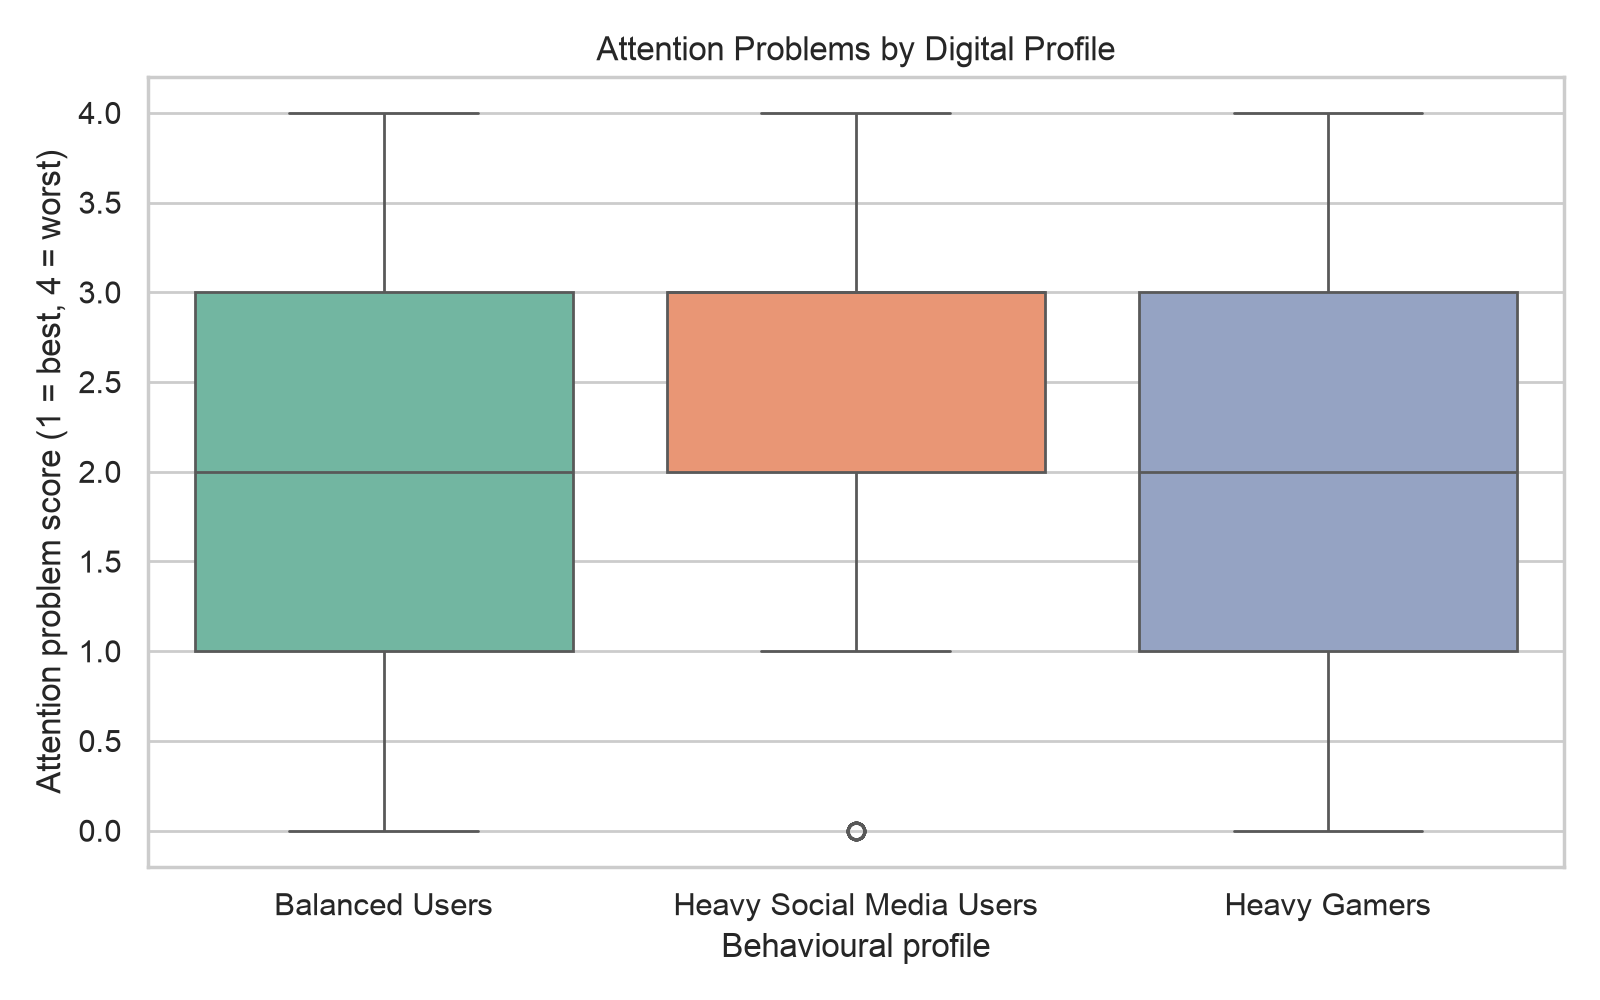 Attention Problems by Digital Profile
Attention problem score (1 = best, 4 = worst)
4.0
3.5
3.0
2.5
2.0
1.5
1.0
0.5
0.0
Balanced Users
Heavy Social Media Users
Heavy Gamers
Behavioural profile